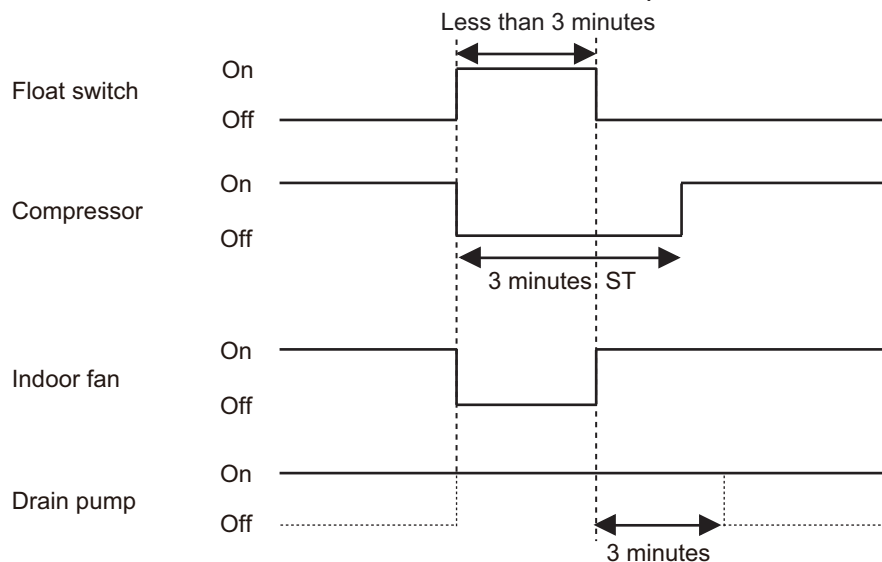 Less than 3 minutes
Float switch
On
Off
Compressor
On
Off
3 minutes ST
Indoor fan
On
Off
Drain pump
On
Off
3 minutes